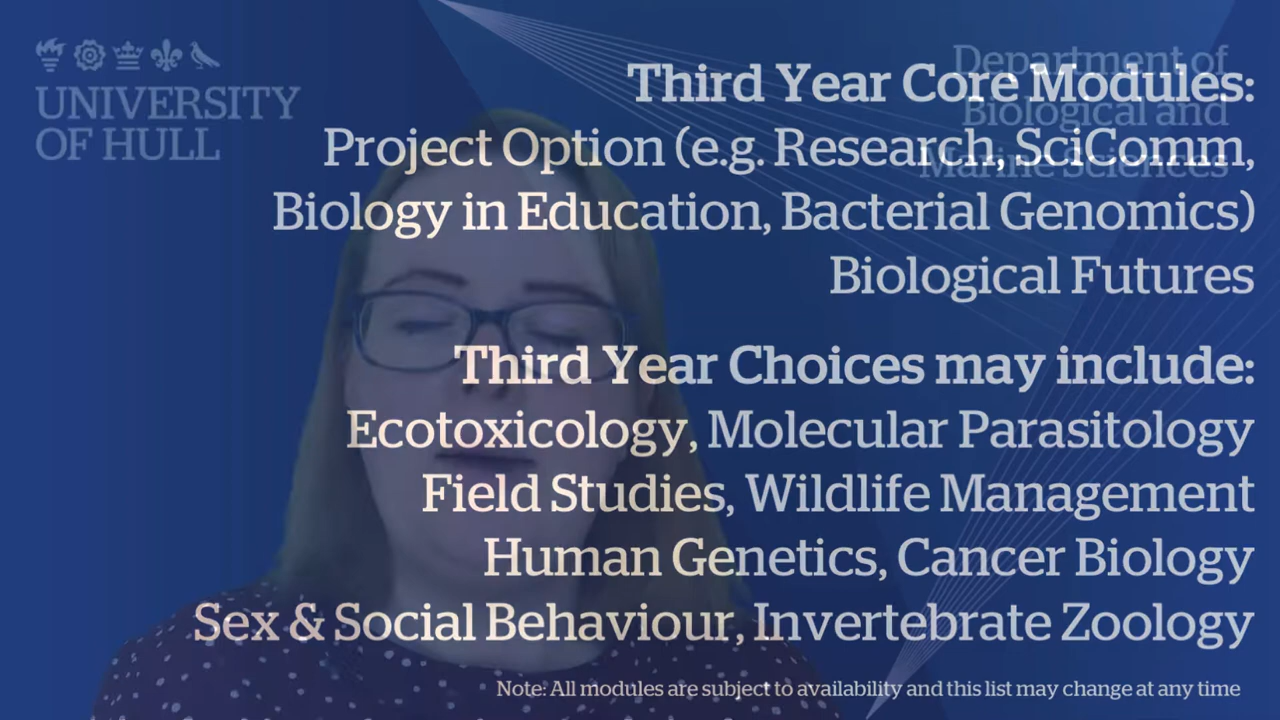 UNIVERSITY
OF HULL
Department of
Biological and
Marine Sciences
Third Year Core Modules:
Project Option (e.g. Research, SciComm,
Biology in Education, Bacterial Genomics)
Biological Futures
Third Year Choices may include:
Ecotoxicology, Molecular Parasitology
Field Studies, Wildlife Management
Human Genetics, Cancer Biology
Sex & Social Behaviour, Invertebrate Zoology
Note: All modules are subject to availability and this list may change at any time